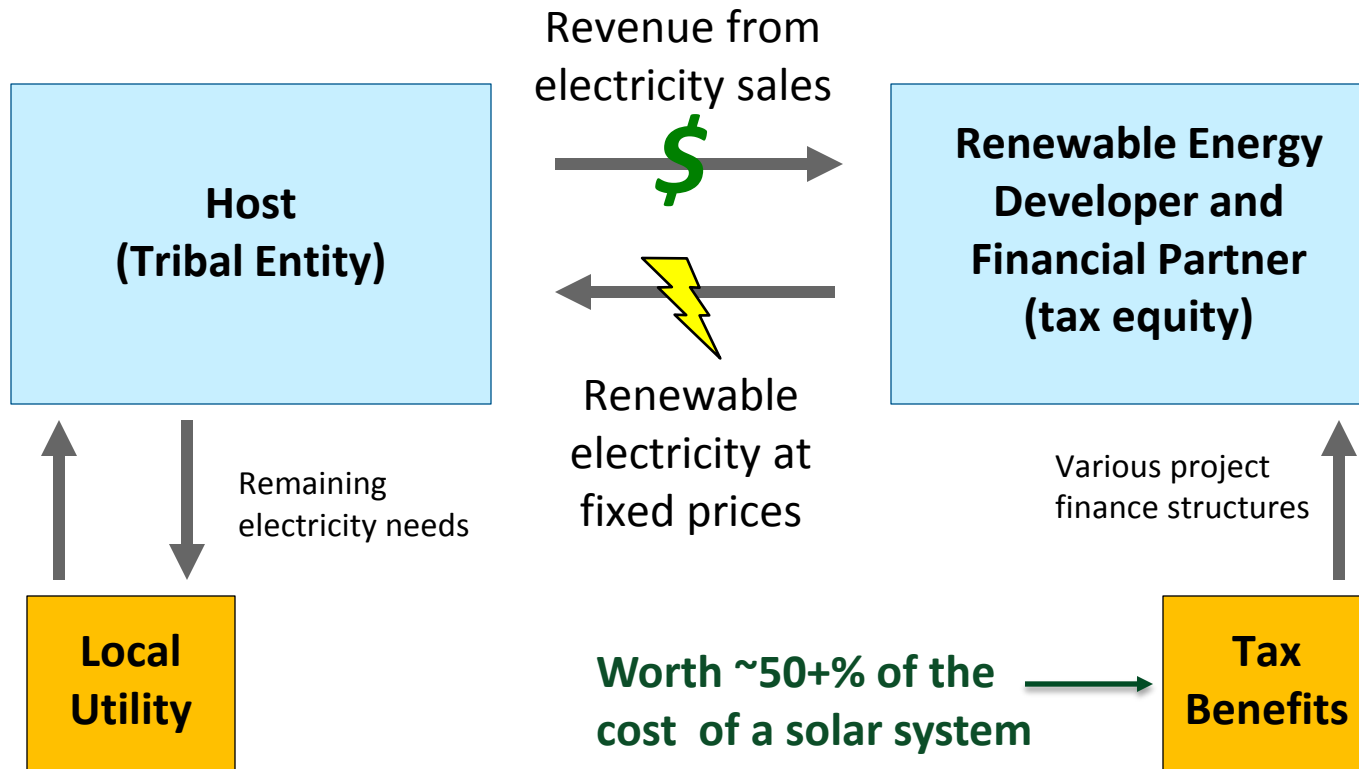 Revenue from
electricity sales
$
Host
(Tribal Entity)
Renewable Energy
Developer and
Financial Partner
(tax equity)
Renewable
electricity at
fixed prices
Remaining
electricity needs
Various project
finance structures
Local
Utility
Worth ~50+% of the
cost  of a solar system
Tax
Benefits